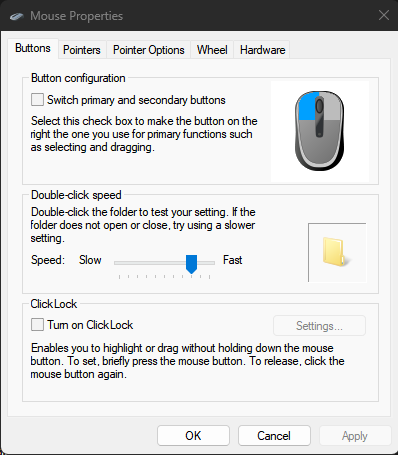 Mouse Properties
Buttons
Pointers
Pointer Options
Wheel
Hardware
Button configuration
Switch primary and secondary buttons
Select this check box to make the button on the
right the one you use for primary functions such
as selecting and dragging.
Double-click speed
Double-click the folder to test your setting. If the
folder does not open or close, try using a slower
setting.
Speed: Slow Fast
ClickLock
Turn on ClickLock
Settings...
Enables you to highlight or drag without holding down the mouse
button. To set, briefly press the mouse button. To release, click the
mouse button again.
OK
Cancel
Apply